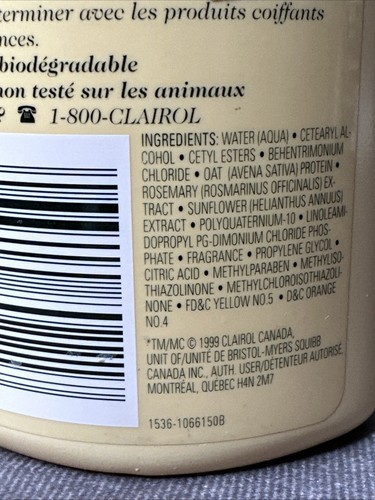 terminer avec les produits coiffants
nces.
biodégradable
non testé sur les animaux
☎ 1-800-CLAIROL
INGREDIENTS: WATER (AQUA) • CETEARYL AL-
COHOL • CETYL ESTERS • BEHENTRIMONIUM
CHLORIDE • OAT (AVENA SATIVA) PROTEIN •
ROSEMARY (ROSMARINUS OFFICINALIS) EX-
TRACT • SUNFLOWER (HELIANTHUS ANNUUS)
EXTRACT • POLYQUATERNIUM-10 • LINOLEAMI-
DOPROPYL PG-DIMONIUM CHLORIDE PHOS-
PHATE • FRAGRANCE • PROPYLENE GLYCOL •
CITRIC ACID • METHYLPARABEN • METHYLISO-
THIAZOLINONE • METHYLCHLOROISOTHIAZOLI-
NONE • FD&C YELLOW NO.5 • D&C ORANGE
NO.4
*TM/MC © 1999 CLAIROL CANADA,
UNIT OF/UNITÉ DE BRISTOL-MYERS SQUIBB
CANADA INC., AUTH. USER/DÉTENTEUR AUTORISÉ,
MONTRÉAL, QUÉBEC H4N 2M7
1536-1066150B